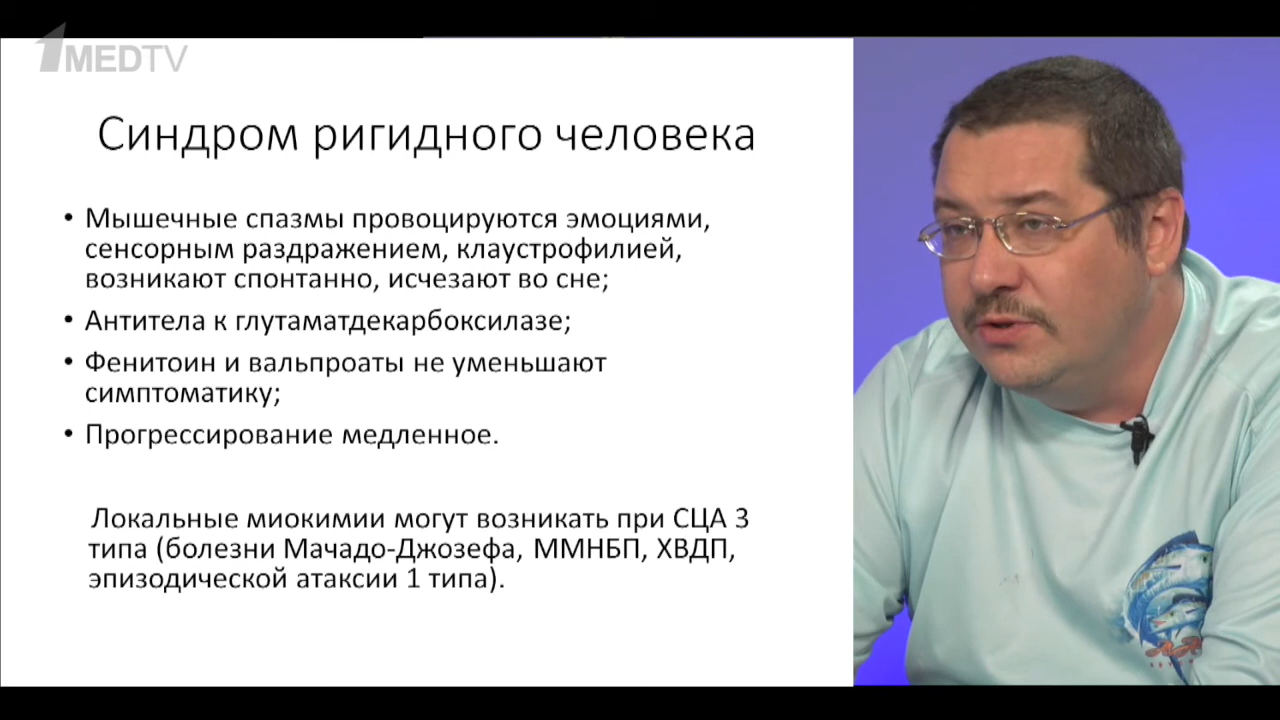 1MEDTV
Синдром ригидного человека
• Мышечные спазмы провоцируются эмоциями,
сенсорным раздражением, клаустрофилией,
возникают спонтанно, исчезают во сне;
• Антитела к глутаматдекарбоксилазе;
• Фенитоин и вальпроаты не уменьшают
симптоматику;
• Прогрессирование медленное.
Локальные миокимии могут возникать при СЦА 3
типа (болезни Мачадо-Джозефа, ММНБП, ХВДП,
эпизодической атаксии 1 типа).